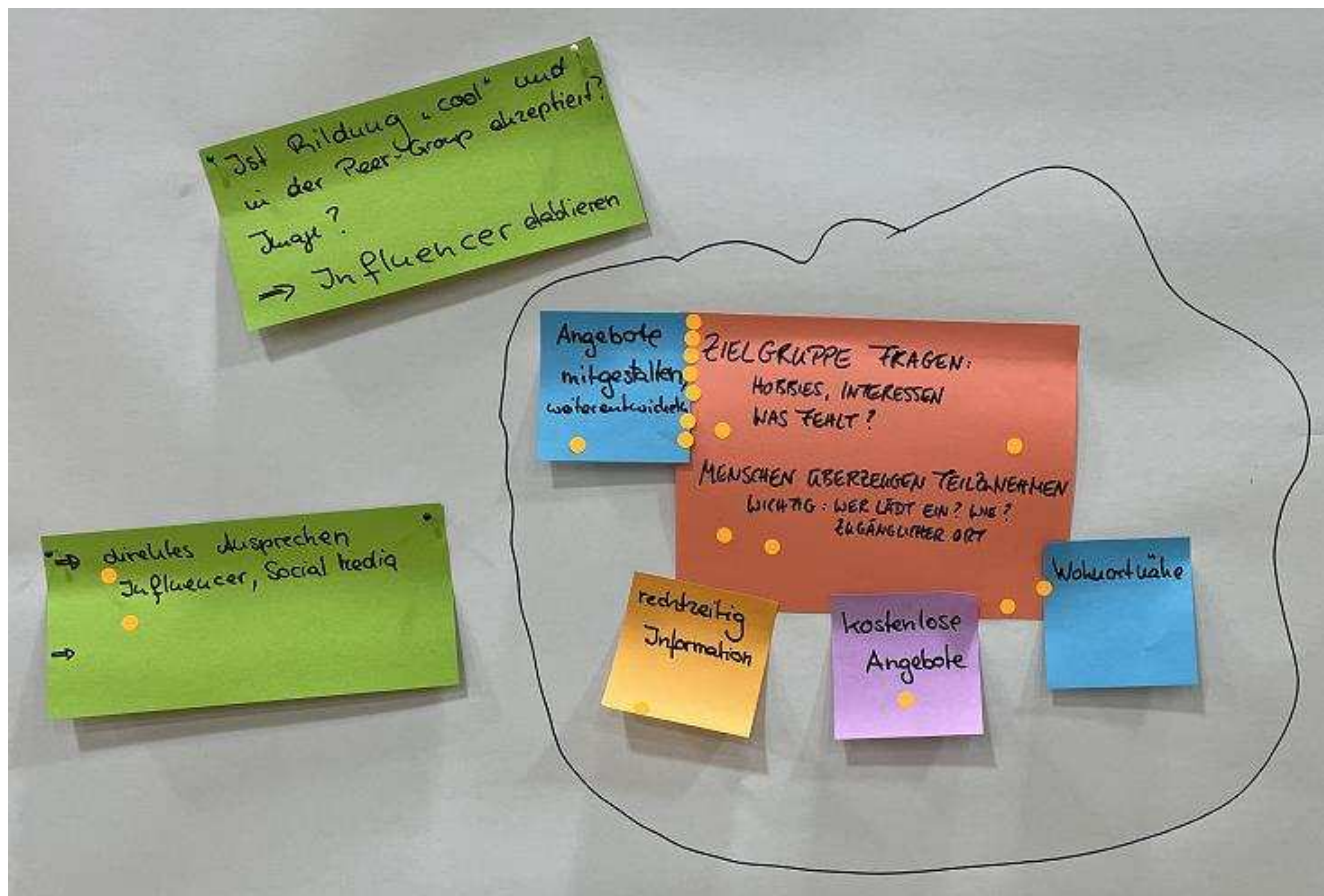 Ist Bildung „cool“ und
in der Peer-Group akzeptiert?
Image?
⇒ Influencer etablieren
Angebote
mitgestalten,
weiterentwickeln
ZIELGRUPPE FRAGEN:
HOBBIES, INTERESSEN
WAS FEHLT?
MENSCHEN ÜBERZEUGEN TEILZUNEHMEN
WICHTIG: WER LÄDT EIN? WIE?
ZUGÄNGLICHER ORT
⇒ direktes Ansprechen
Influencer, Social Media
⇒
rechtzeitig
Information
kostenlose
Angebote
Wohnortnähe